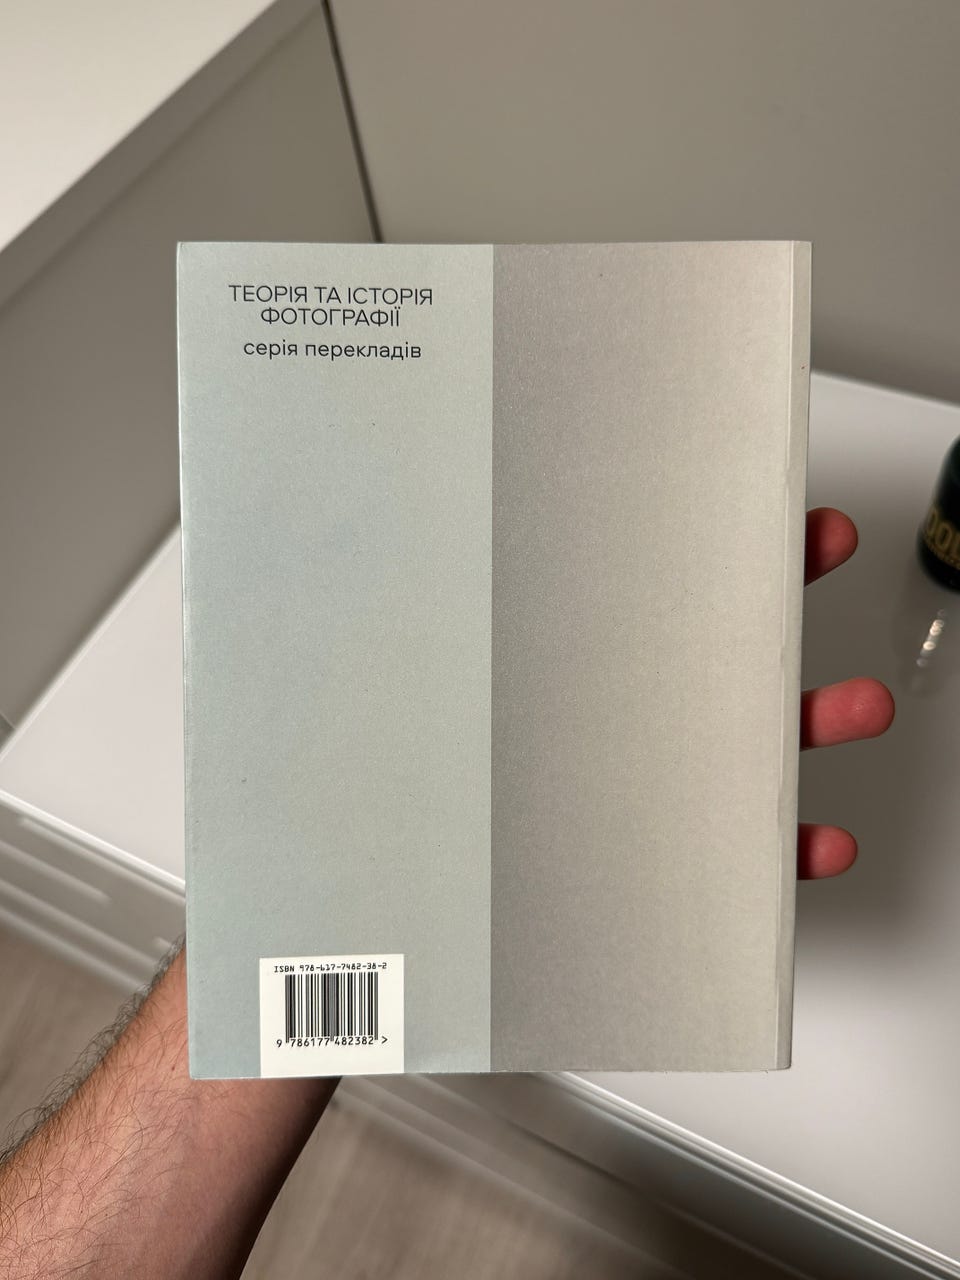 ТЕОРІЯ ТА ІСТОРІЯ
ФОТОГРАФІЇ
серія перекладів
ISBN 978-617-7482-38-2
9 786177 482382 >